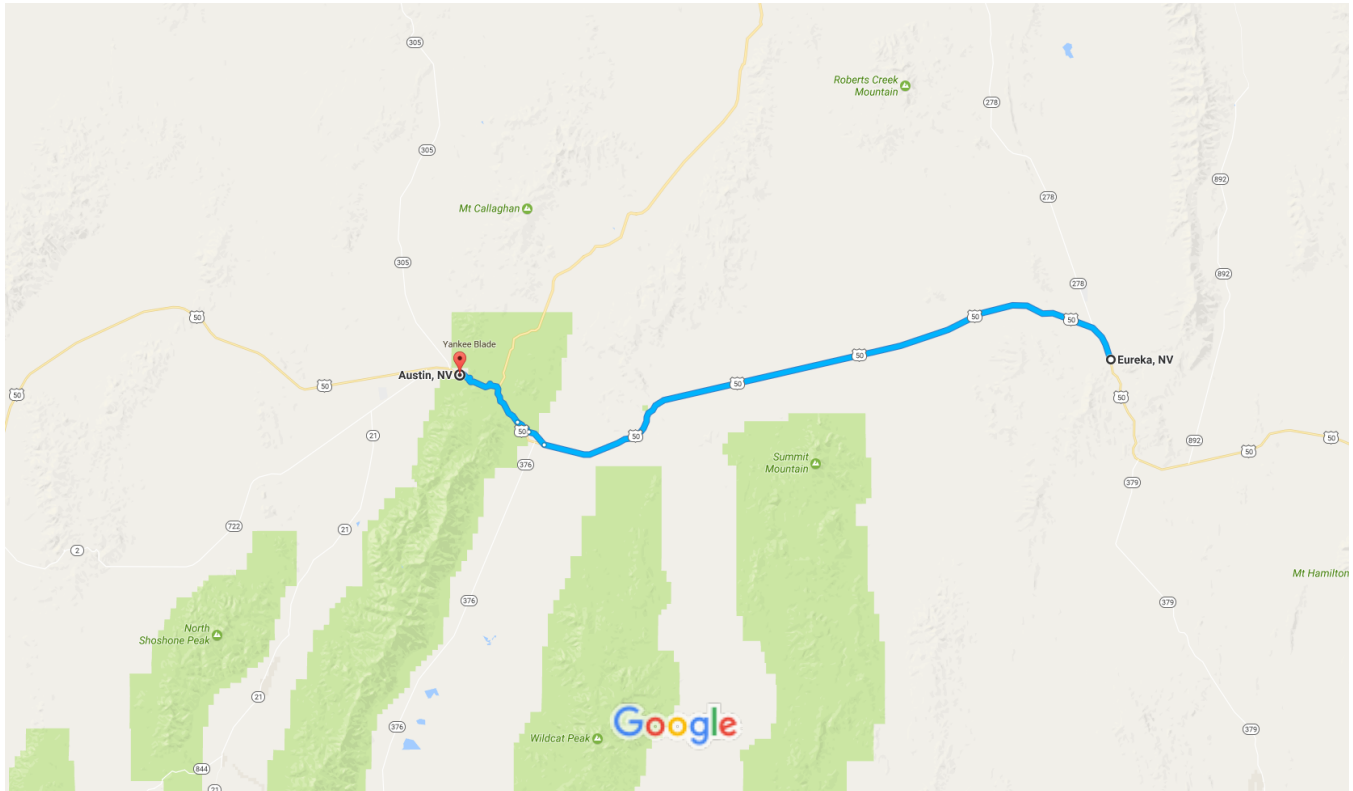 305
Roberts Creek
Mountain
278
305
892
278
Mt Callaghan
305
892
278
50
50
50
Yankee Blade
50
Eureka, NV
Austin, NV
50
50
50
50
21
50
50
892
50
50
376
Summit
Mountain
379
722
21
2
Mt Hamilton
376
379
North
Shoshone Peak
21
Google
376
Wildcat Peak
379
844
21